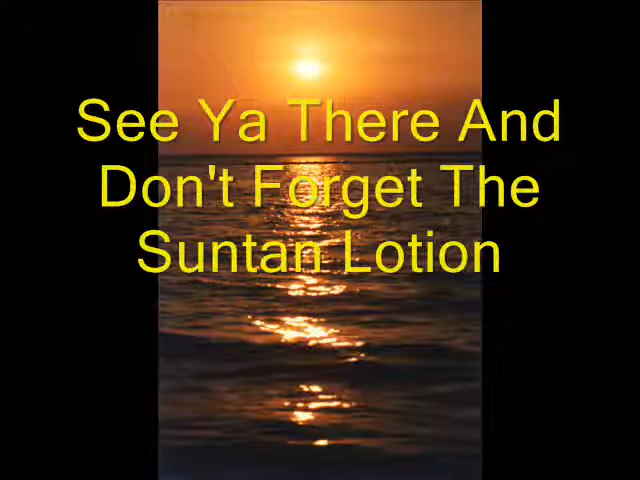 See Ya There And
Don't Forget The
Suntan Lotion